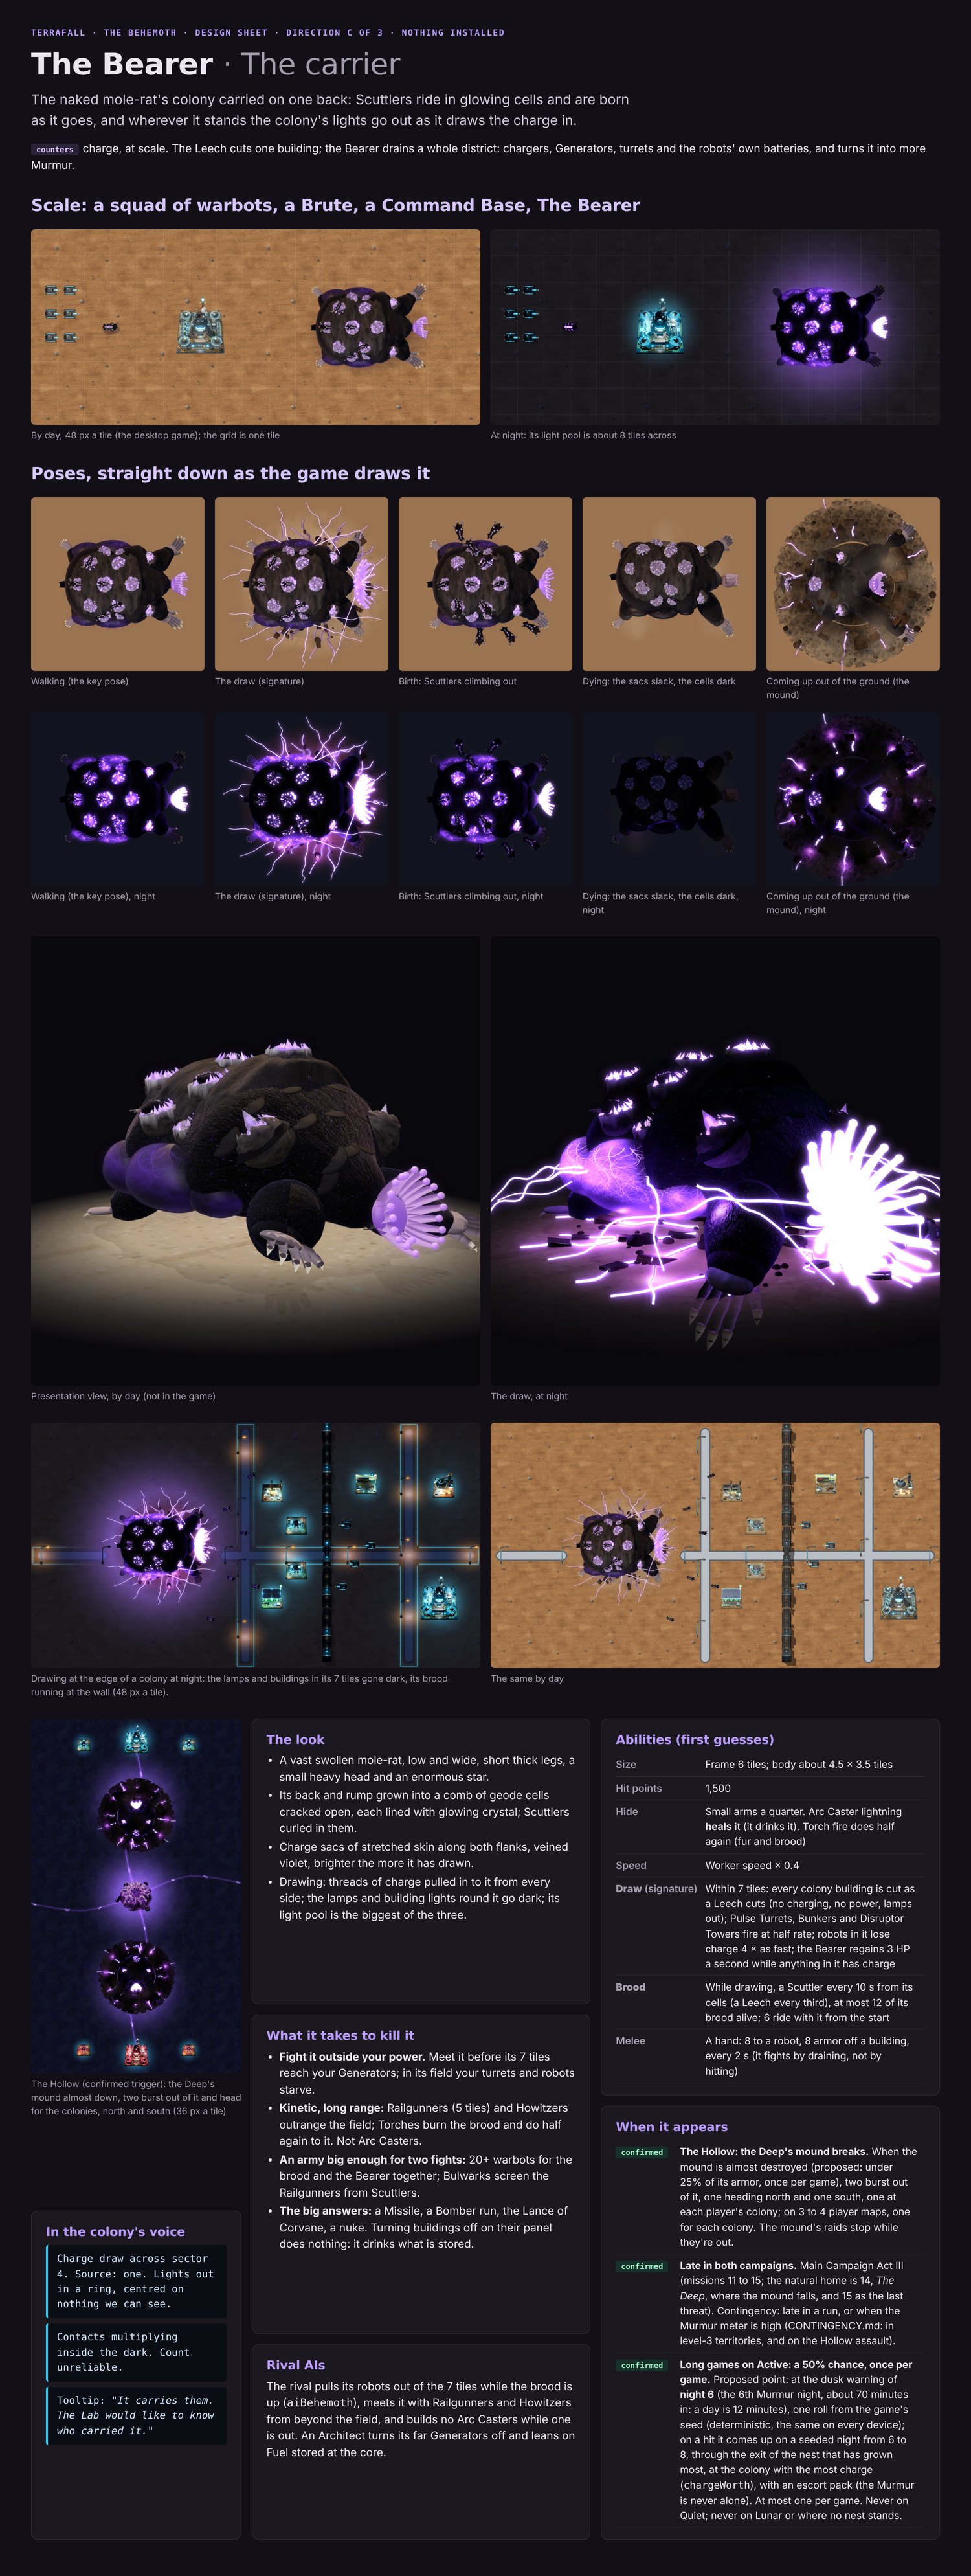 TERRAFALL · THE BEHEMOTH · DESIGN SHEET · DIRECTION C OF 3 · NOTHING INSTALLED
The Bearer · The carrier
The naked mole-rat's colony carried on one back: Scuttlers ride in glowing cells and are born
as it goes, and wherever it stands the colony's lights go out as it draws the charge in.
counters charge, at scale. The Leech cuts one building; the Bearer drains a whole district: chargers, Generators, turrets and the robots' own batteries, and turns it into more
Murmur.
Scale: a squad of warbots, a Brute, a Command Base, The Bearer
By day, 48 px a tile (the desktop game); the grid is one tile
At night: its light pool is about 8 tiles across
Poses, straight down as the game draws it
Walking (the key pose)
The draw (signature)
Birth: Scuttlers climbing out
Dying: the sacs slack, the cells dark
Coming up out of the ground (the
mound)
Walking (the key pose), night
The draw (signature), night
Birth: Scuttlers climbing out, night
Dying: the sacs slack, the cells dark,
night
Coming up out of the ground (the
mound), night
Presentation view, by day (not in the game)
The draw, at night
Drawing at the edge of a colony at night: the lamps and buildings in its 7 tiles gone dark, its brood
running at the wall (48 px a tile).
The same by day
The Hollow (confirmed trigger): the Deep's
mound almost down, two burst out of it and head
for the colonies, north and south (36 px a tile)
In the colony's voice
Charge draw across sector
4. Source: one. Lights out
in a ring, centred on
nothing we can see.
Contacts multiplying
inside the dark. Count
unreliable.
Tooltip: "It carries them.
The Lab would like to know
who carried it."
The look
• A vast swollen mole-rat, low and wide, short thick legs, a
small heavy head and an enormous star.
• Its back and rump grown into a comb of geode cells
cracked open, each lined with glowing crystal; Scuttlers
curled in them.
• Charge sacs of stretched skin along both flanks, veined
violet, brighter the more it has drawn.
• Drawing: threads of charge pulled in to it from every
side; the lamps and building lights round it go dark; its
light pool is the biggest of the three.
What it takes to kill it
• Fight it outside your power. Meet it before its 7 tiles
reach your Generators; in its field your turrets and robots
starve.
• Kinetic, long range: Railgunners (5 tiles) and Howitzers
outrange the field; Torches burn the brood and do half
again to it. Not Arc Casters.
• An army big enough for two fights: 20+ warbots for the
brood and the Bearer together; Bulwarks screen the
Railgunners from Scuttlers.
• The big answers: a Missile, a Bomber run, the Lance of
Corvane, a nuke. Turning buildings off on their panel
does nothing: it drinks what is stored.
Rival AIs
The rival pulls its robots out of the 7 tiles while the brood is
up (aiBehemoth), meets it with Railgunners and Howitzers
from beyond the field, and builds no Arc Casters while one
is out. An Architect turns its far Generators off and leans on
Fuel stored at the core.
Abilities (first guesses)
Size Frame 6 tiles; body about 4.5 × 3.5 tiles
Hit points 1,500
Hide Small arms a quarter. Arc Caster lightning
heals it (it drinks it). Torch fire does half
again (fur and brood)
Speed Worker speed × 0.4
Draw (signature) Within 7 tiles: every colony building is cut as
a Leech cuts (no charging, no power, lamps
out); Pulse Turrets, Bunkers and Disruptor
Towers fire at half rate; robots in it lose
charge 4 × as fast; the Bearer regains 3 HP
a second while anything in it has charge
Brood While drawing, a Scuttler every 10 s from its
cells (a Leech every third), at most 12 of its
brood alive; 6 ride with it from the start
Melee A hand: 8 to a robot, 8 armor off a building,
every 2 s (it fights by draining, not by
hitting)
When it appears
confirmed The Hollow: the Deep's mound breaks. When the
mound is almost destroyed (proposed: under
25% of its armor, once per game), two burst out
of it, one heading north and one south, one at
each player's colony; on 3 to 4 player maps, one
for each colony. The mound's raids stop while
they're out.
confirmed Late in both campaigns. Main Campaign Act III
(missions 11 to 15; the natural home is 14, The
Deep, where the mound falls, and 15 as the last
threat). Contingency: late in a run, or when the
Murmur meter is high (CONTINGENCY.md: in
level-3 territories, and on the Hollow assault).
confirmed Long games on Active: a 50% chance, once per
game. Proposed point: at the dusk warning of
night 6 (the 6th Murmur night, about 70 minutes
in: a day is 12 minutes), one roll from the game's
seed (deterministic, the same on every device);
on a hit it comes up on a seeded night from 6 to
8, through the exit of the nest that has grown
most, at the colony with the most charge
(chargeWorth), with an escort pack (the Murmur
is never alone). At most one per game. Never on
Quiet; never on Lunar or where no nest stands.